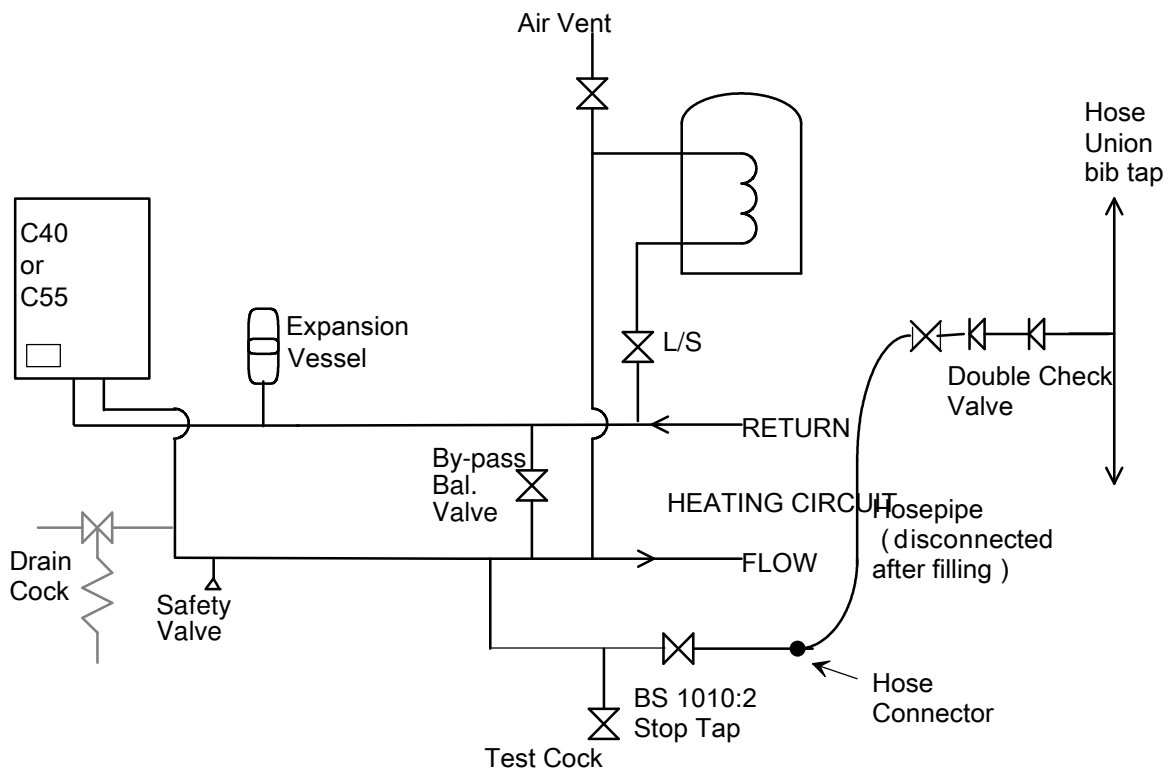 Air Vent
Hose
Union
bib tap
C40
or
C55
Expansion
Vessel
L/S
Double Check
Valve
RETURN
By-pass
Bal.
Valve
HEATING CIRCUIT
Hosepipe
(disconnected
after filling )
Drain
Cock
FLOW
Safety
Valve
BS 1010:2
Stop Tap
Hose
Connector
Test Cock